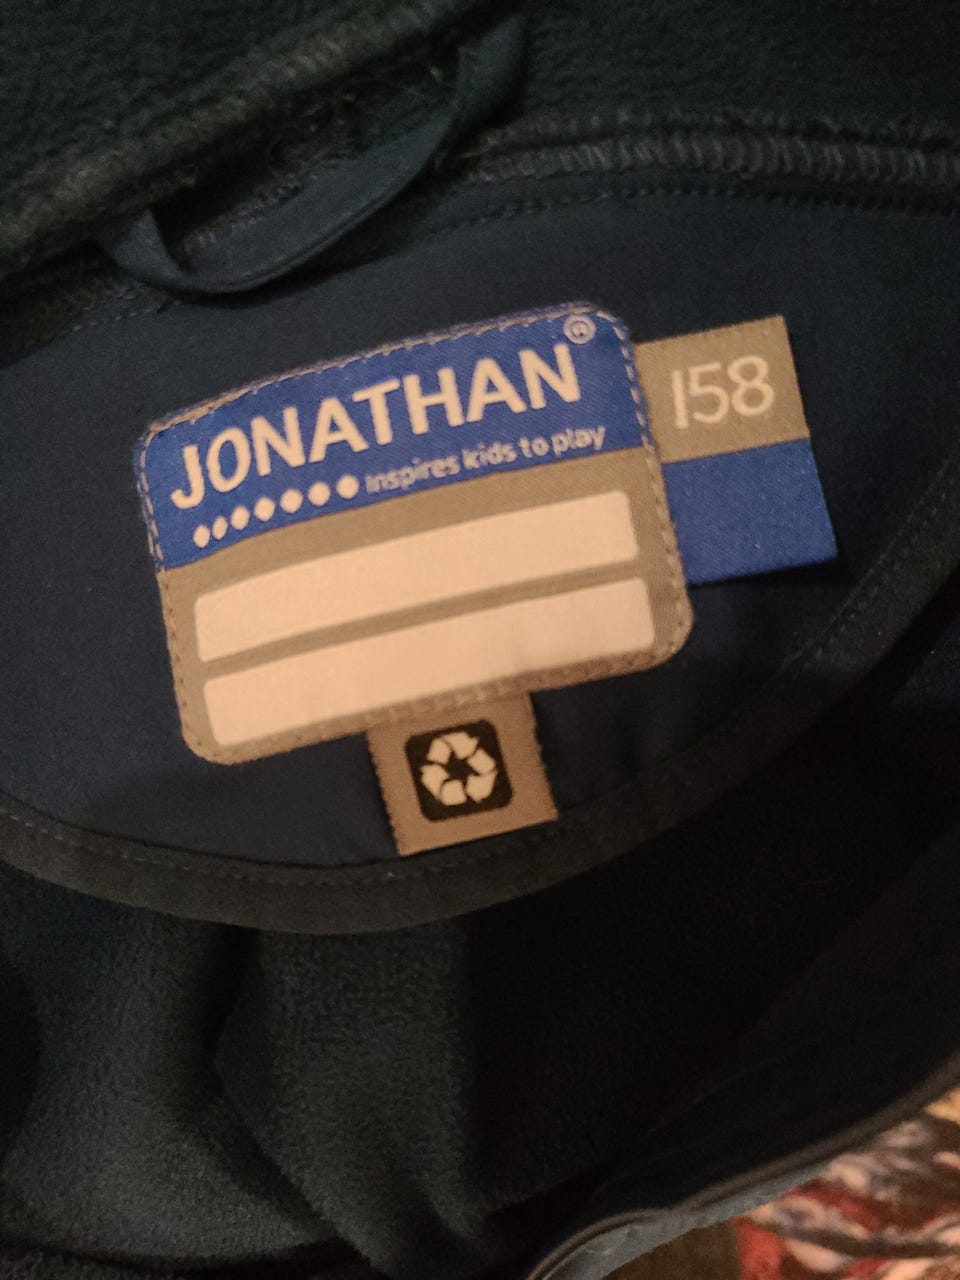 JONATHAN®
Inspires kids to play
158